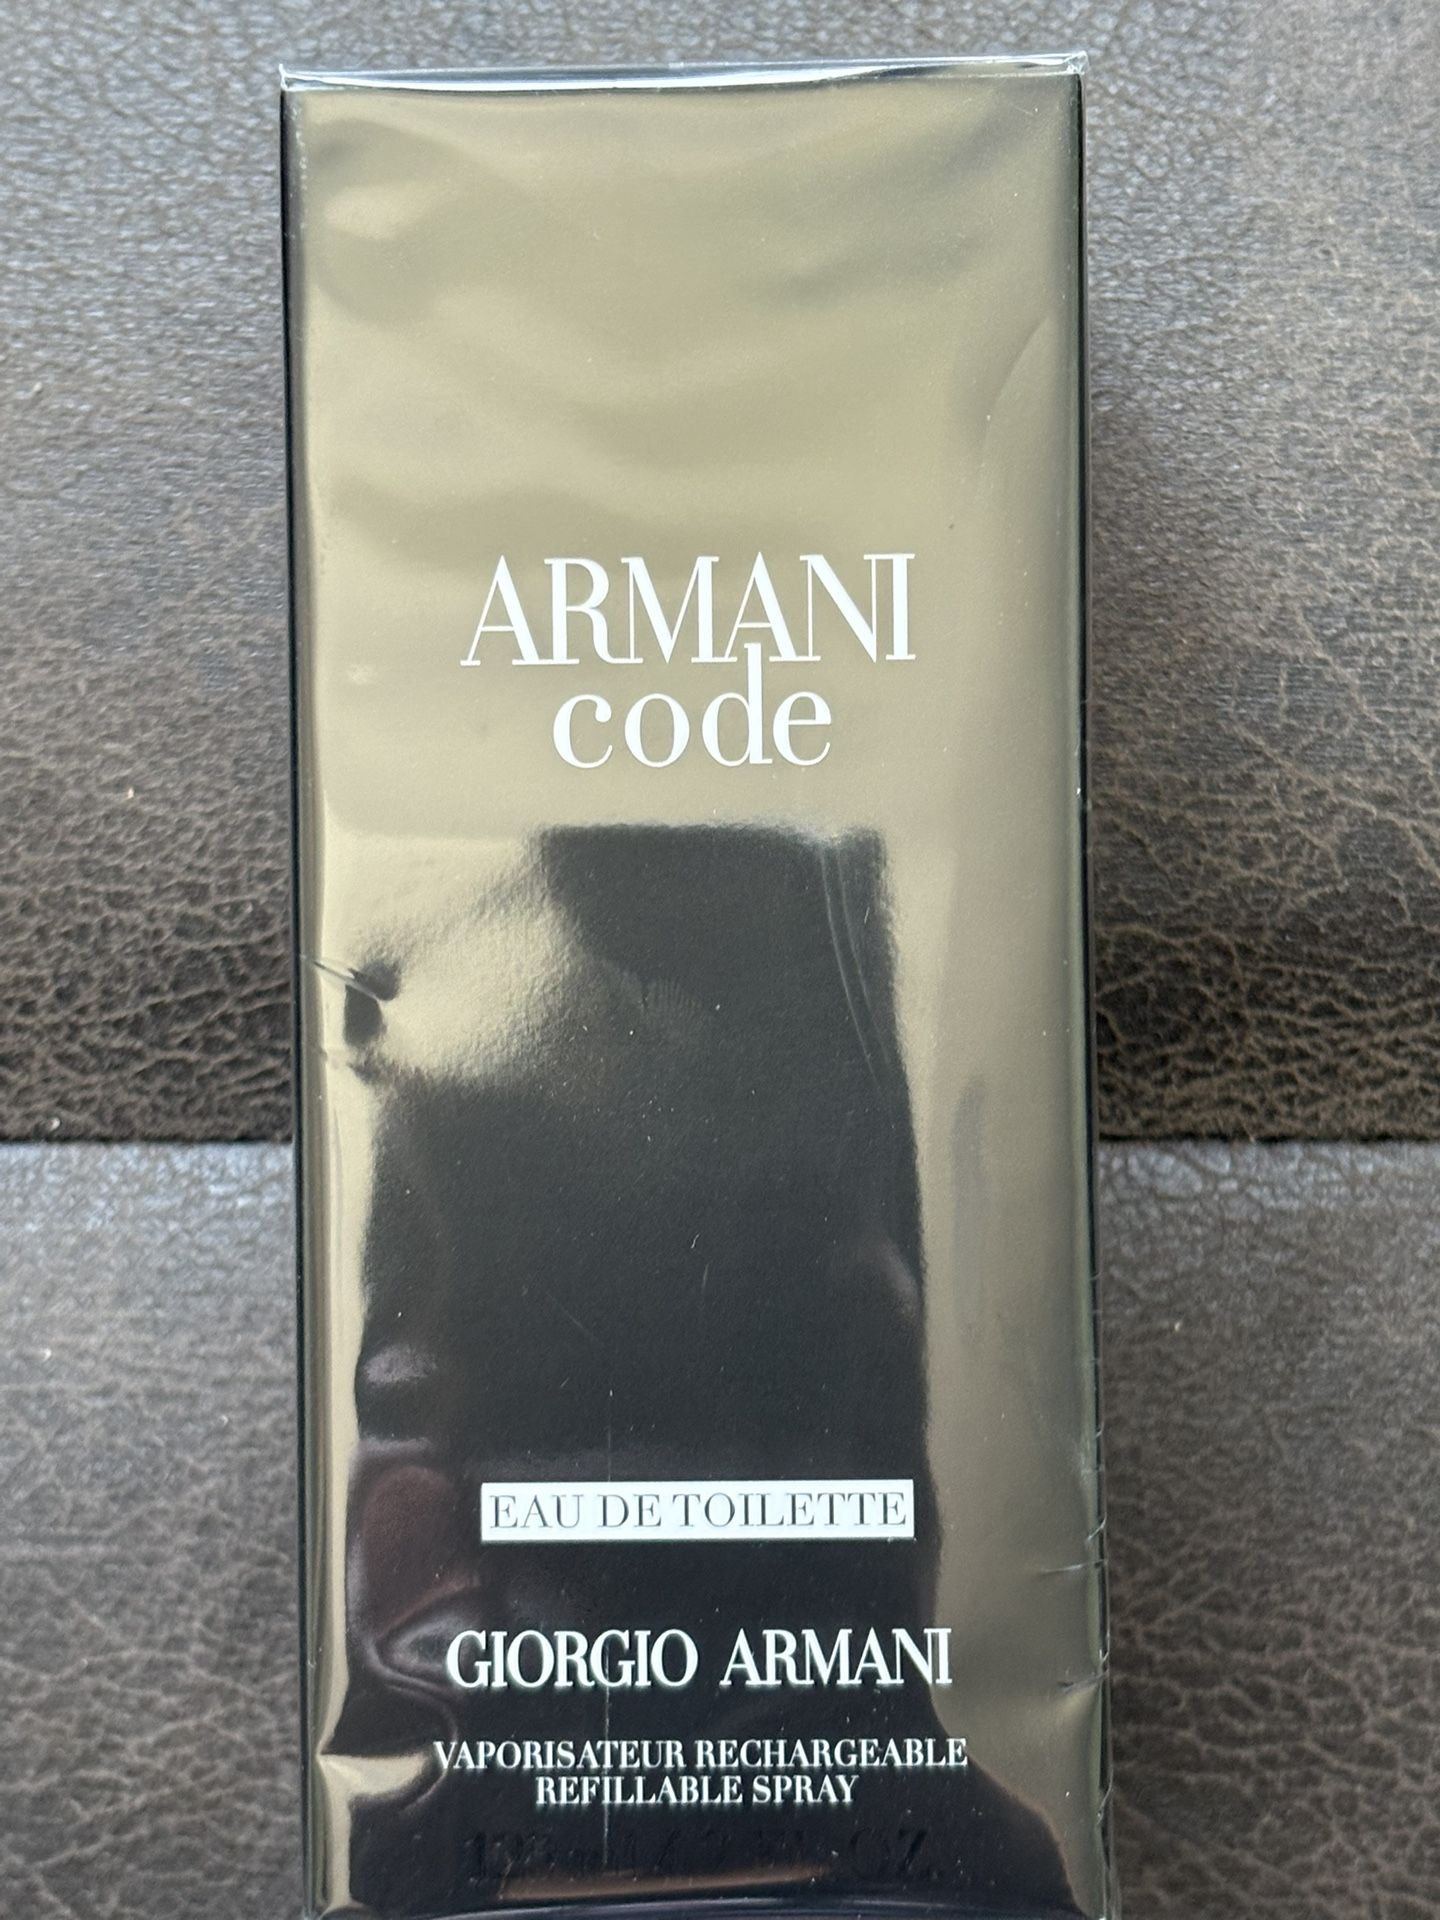 ARMANI
code
EAU DE TOILETTE
GIORGIO ARMANI
VAPORISATEUR RECHARGEABLE
REFILLABLE SPRAY